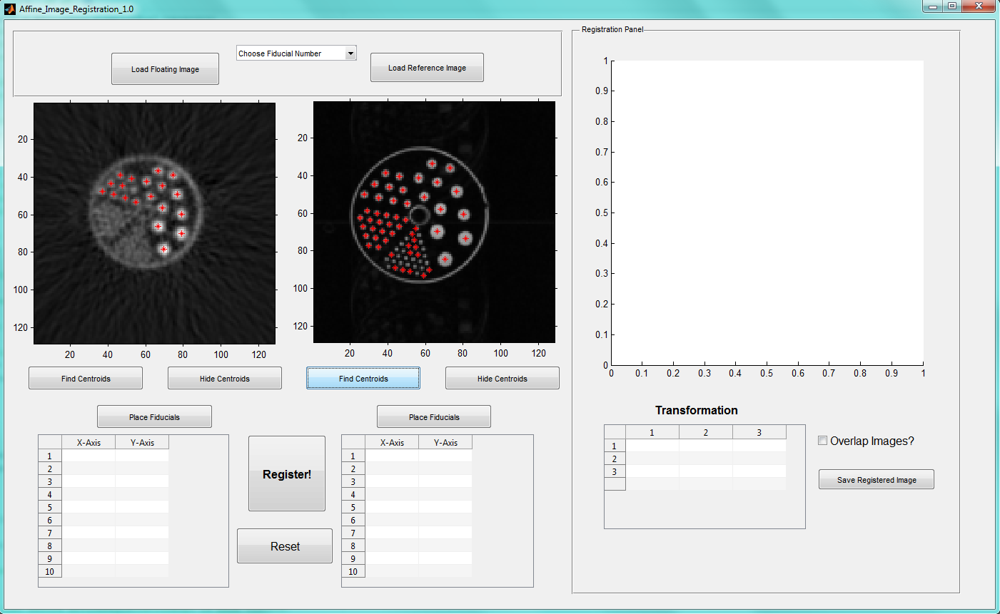 Affine_Image_Registration_1.0
Load Floating Image
Choose Fiducial Number
Load Reference Image
20
40
60
80
100
120
20 40 60 80 100 120
20
40
60
80
100
120
20 40 60 80 100 120
Find Centroids
Hide Centroids
Find Centroids
Hide Centroids
Place Fiducials
Place Fiducials
X-Axis Y-Axis
1
2
3
4
5
6
7
8
9
10
Register!
Reset
X-Axis Y-Axis
1
2
3
4
5
6
7
8
9
10
Registration Panel
1
0.9
0.8
0.7
0.6
0.5
0.4
0.3
0.2
0.1
0
0 0.1 0.2 0.3 0.4 0.5 0.6 0.7 0.8 0.9 1
Transformation
1 2 3
1
2
3
Overlap Images?
Save Registered Image